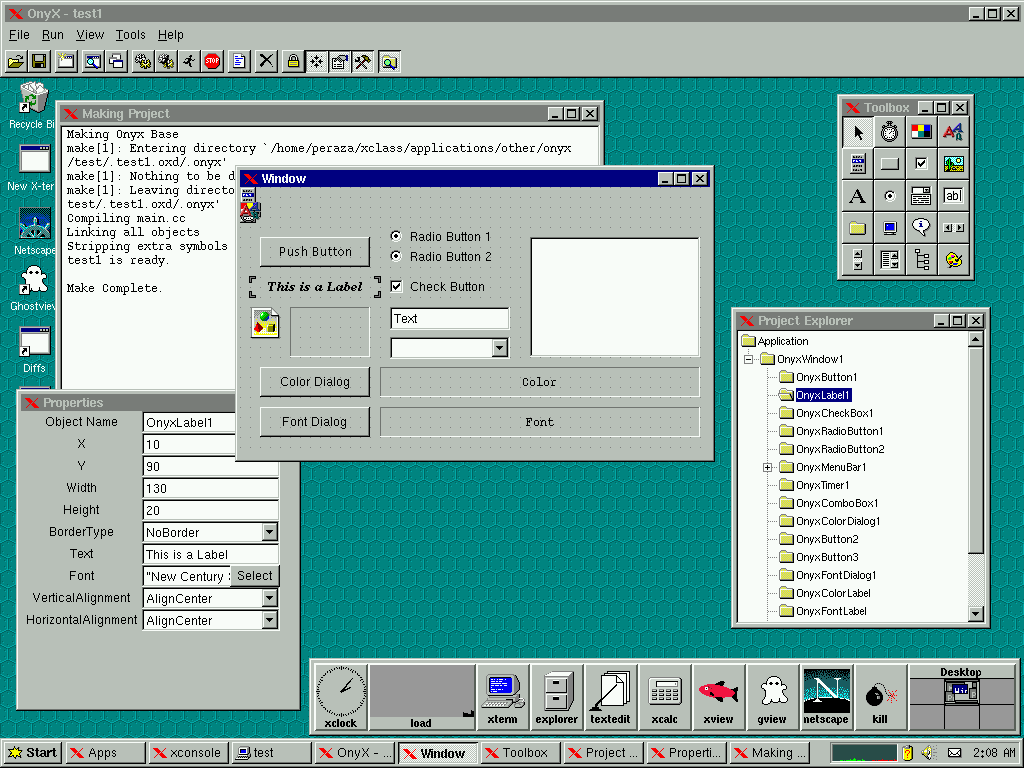 OnyX - test1
File Run View Tools Help
STOP
Recycle Bi
New X-ter
Netscape
Ghostview
Diffs
Making Project
Making Onyx Base
make[1]: Entering directory `/home/peraza/xclass/applications/other/onyx
/test/.test1.oxd/.onyx'
make[1]: Nothing to be d
make[1]: Leaving directo
test/.test1.oxd/.onyx'
Compiling main.cc
Linking all objects
Stripping extra symbols
test1 is ready.
Make Complete.
Window
Push Button
Radio Button 1
Radio Button 2
This is a Label
Check Button
Text
Color Dialog
Color
Font Dialog
Font
Toolbox
A
ab|
Project Explorer
Application
OnyxWindow1
OnyxButton1
OnyxLabel1
OnyxCheckBox1
OnyxRadioButton1
OnyxRadioButton2
OnyxMenuBar1
OnyxTimer1
OnyxComboBox1
OnyxColorDialog1
OnyxButton2
OnyxButton3
OnyxFontDialog1
OnyxColorLabel
OnyxFontLabel
Properties
Object Name OnyxLabel1
X 10
Y 90
Width 130
Height 20
BorderType NoBorder
Text This is a Label
Font "New Century Select
VerticalAlignment AlignCenter
HorizontalAlignment AlignCenter
xclock load xterm explorer textedit xcalc xview gview netscape kill
Desktop
Start Apps xconsole test OnyX - ... Window Toolbox Project ... Properti... Making ... 2:08 AM